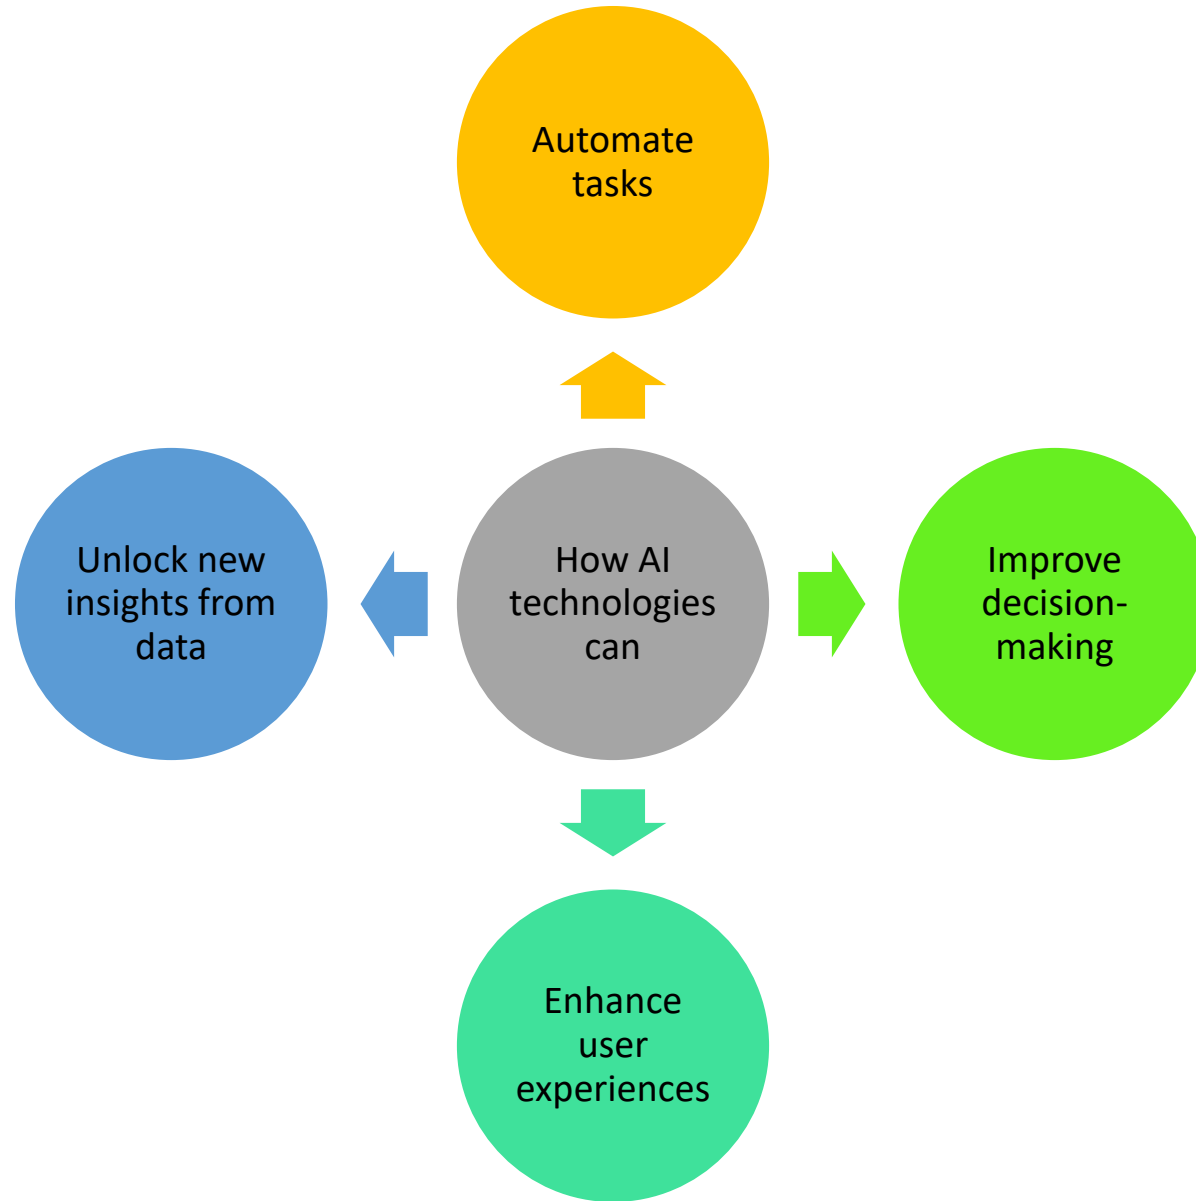 Automate
tasks
Unlock new
insights from
data
How AI
technologies
can
Improve
decision-
making
Enhance
user
experiences